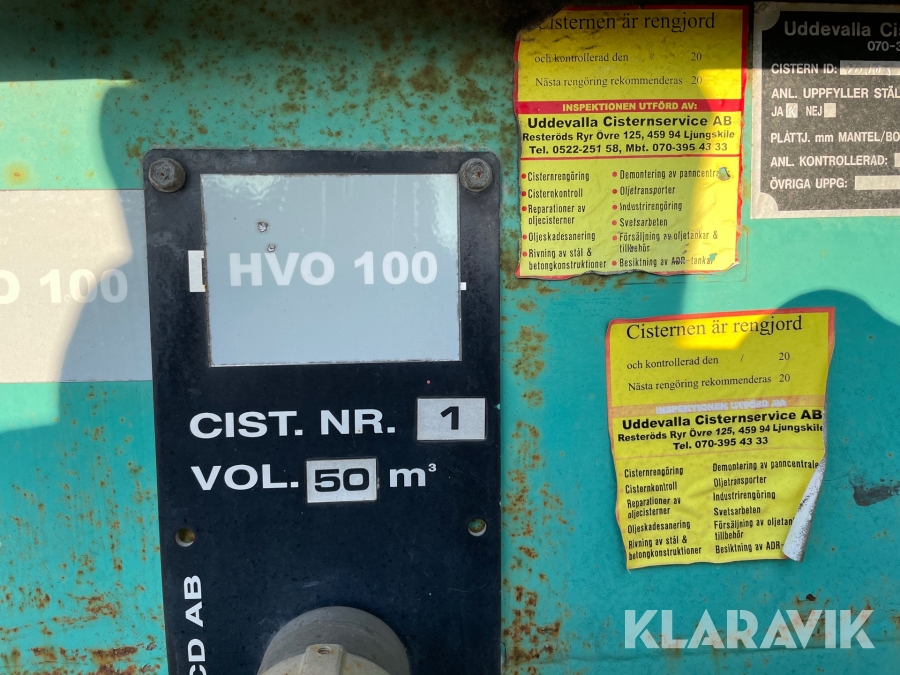 O 100
HVO 100
CIST. NR. 1
VOL. 50 m³
CD AB
Cisternen är rengjord
och kontrollerad den / 20
Nästa rengöring rekommenderas 20
INSPEKTIONEN UTFÖRD AV:
Uddevalla Cisternservice AB
Resteröds Ryr Övre 125, 459 94 Ljungskile
Tel. 0522-251 58, Mbt. 070-395 43 33
• Cisternrengöring
• Cisternkontroll
• Reparationer av
oljecisterner
• Oljeskadesanering
• Rivning av stål &
betongkonstruktioner
• Demontering av panncentraler
• Oljetransporter
• Industrirengöring
• Svetsarbeten
• Försäljning av oljetankar &
tillbehör
• Besiktning av ADR-tankar
Uddevalla Cis
070-3
CISTERN ID:
ANL. UPPFYLLER STÄL
JA NEJ
PLÅTTJ. mm MANTEL/BO
ANL. KONTROLLERAD:
ÖVRIGA UPPG:
Cisternen är rengjord
och kontrollerad den / 20
Nästa rengöring rekommenderas 20
INSPEKTIONEN UTFÖRD AV:
Uddevalla Cisternservice AB
Resteröds Ryr Övre 125, 459 94 Ljungskile
Tel. 070-395 43 33
Cisternrengöring
Cisternkontroll
Reparationer av
oljecisterner
Oljeskadesanering
Rivning av stål &
betongkonstruktioner
Demontering av panncentrale
Oljetransporter
Industrirengöring
Svetsarbeten
Försäljning av oljetan
tillbehör
Besiktning av ADR-
KLARAVIK